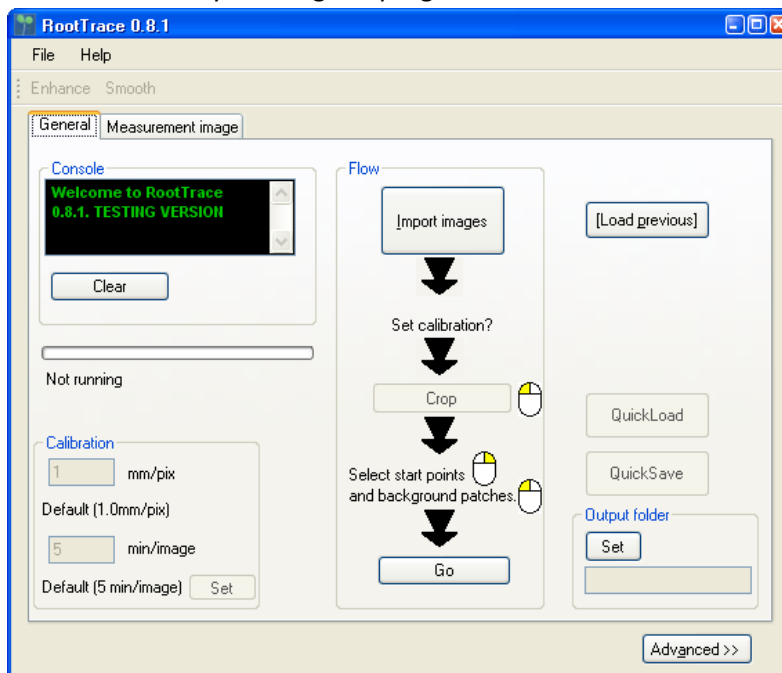 RootTrace 0.8.1
File Help
Enhance Smooth
General Measurement image
Console
Welcome to RootTrace
0.8.1. TESTING VERSION
Clear
Not running
Calibration
1 mm/pix
Default (1.0mm/pix)
5 min/image
Default (5 min/image) Set
Flow
Import images
Set calibration?
Crop
Select start points
and background patches.
Go
[Load previous]
QuickLoad
QuickSave
Output folder
Set
Advanced >>